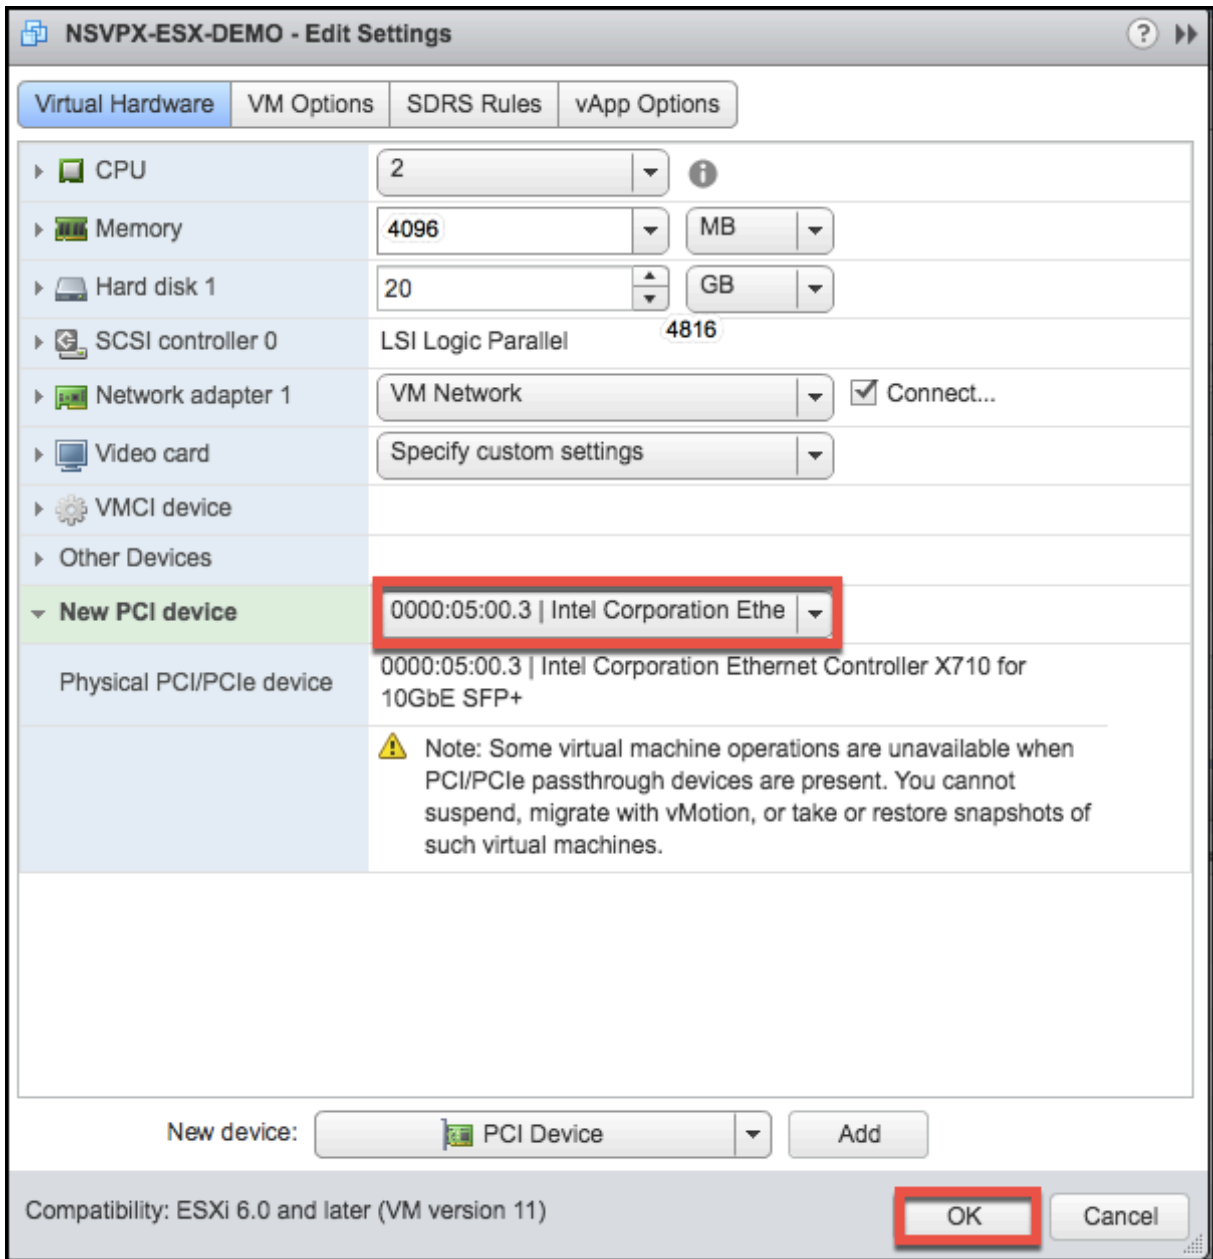 NSVPX-ESX-DEMO - Edit Settings
Virtual Hardware VM Options SDRS Rules vApp Options
CPU 2
Memory 4096 MB
Hard disk 1 20 GB
4816
SCSI controller 0 LSI Logic Parallel
Network adapter 1 VM Network Connect...
Video card Specify custom settings
VMCI device
Other Devices
New PCI device 0000:05:00.3 | Intel Corporation Ethe
Physical PCI/PCIe device 0000:05:00.3 | Intel Corporation Ethernet Controller X710 for
10GbE SFP+
Note: Some virtual machine operations are unavailable when
PCI/PCIe passthrough devices are present. You cannot
suspend, migrate with vMotion, or take or restore snapshots of
such virtual machines.
New device: PCI Device Add
Compatibility: ESXi 6.0 and later (VM version 11) OK Cancel